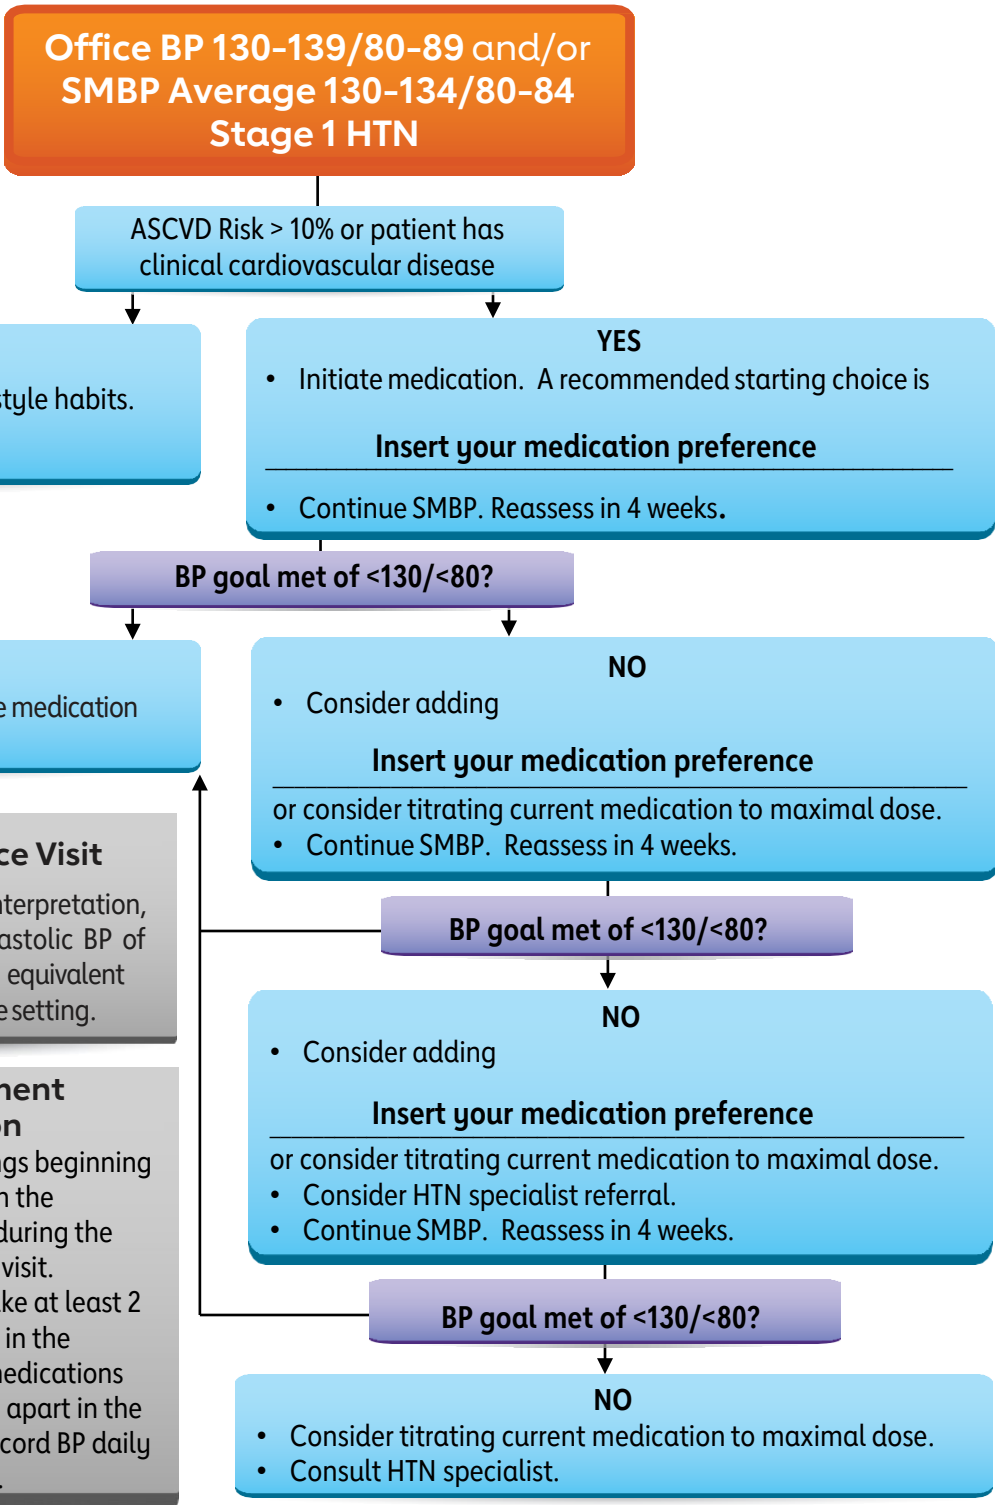 Office BP 130-139/80-89 and/or
SMBP Average 130-134/80-84
Stage 1 HTN
ASCVD Risk > 10% or patient has
clinical cardiovascular disease
style habits.
YES
• Initiate medication. A recommended starting choice is
Insert your medication preference
• Continue SMBP. Reassess in 4 weeks.
BP goal met of <130/<80?
e medication
NO
• Consider adding
Insert your medication preference
or consider titrating current medication to maximal dose.
• Continue SMBP. Reassess in 4 weeks.
ce Visit
nterpretation,
astolic BP of
equivalent
e setting.
BP goal met of <130/<80?
NO
• Consider adding
Insert your medication preference
or consider titrating current medication to maximal dose.
• Consider HTN specialist referral.
• Continue SMBP. Reassess in 4 weeks.
ment
on
ngs beginning
n the
during the
visit.
ke at least 2
in the
medications
apart in the
cord BP daily
BP goal met of <130/<80?
NO
• Consider titrating current medication to maximal dose.
• Consult HTN specialist.